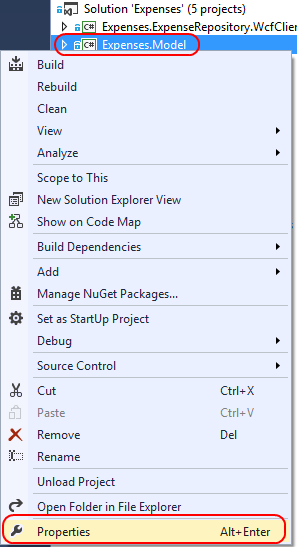 Solution 'Expenses' (5 projects)
C# Expenses.ExpenseRepository.WcfClien
C# Expenses.Model
Build
Rebuild
Clean
View
Analyze
Scope to This
New Solution Explorer View
Show on Code Map
Build Dependencies
Add
Manage NuGet Packages...
Set as StartUp Project
Debug
Source Control
Cut Ctrl+X
Paste Ctrl+V
Remove Del
Rename
Unload Project
Open Folder in File Explorer
Properties Alt+Enter